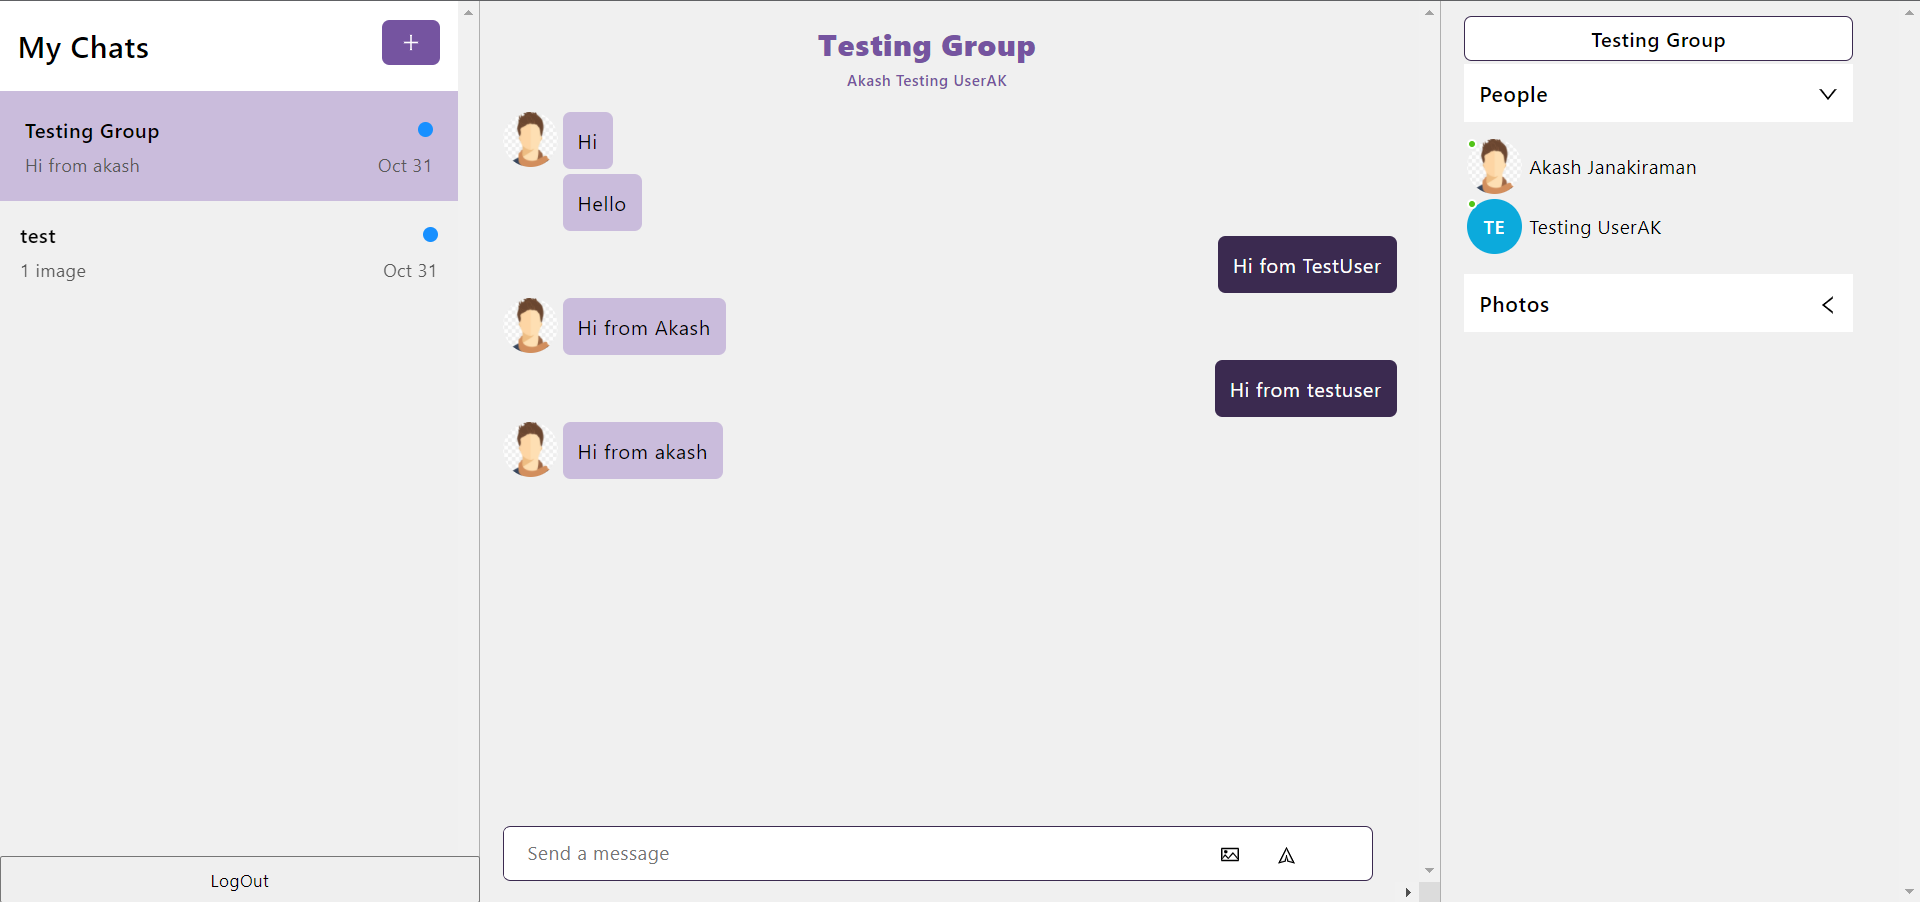 My Chats
+
Testing Group
Hi from akash
Oct 31
test
1 image
Oct 31
LogOut
Testing Group
Akash Testing UserAK
Hi
Hello
Hi fom TestUser
Hi from Akash
Hi from testuser
Hi from akash
Send a message
Testing Group
People
Akash Janakiraman
TE
Testing UserAK
Photos